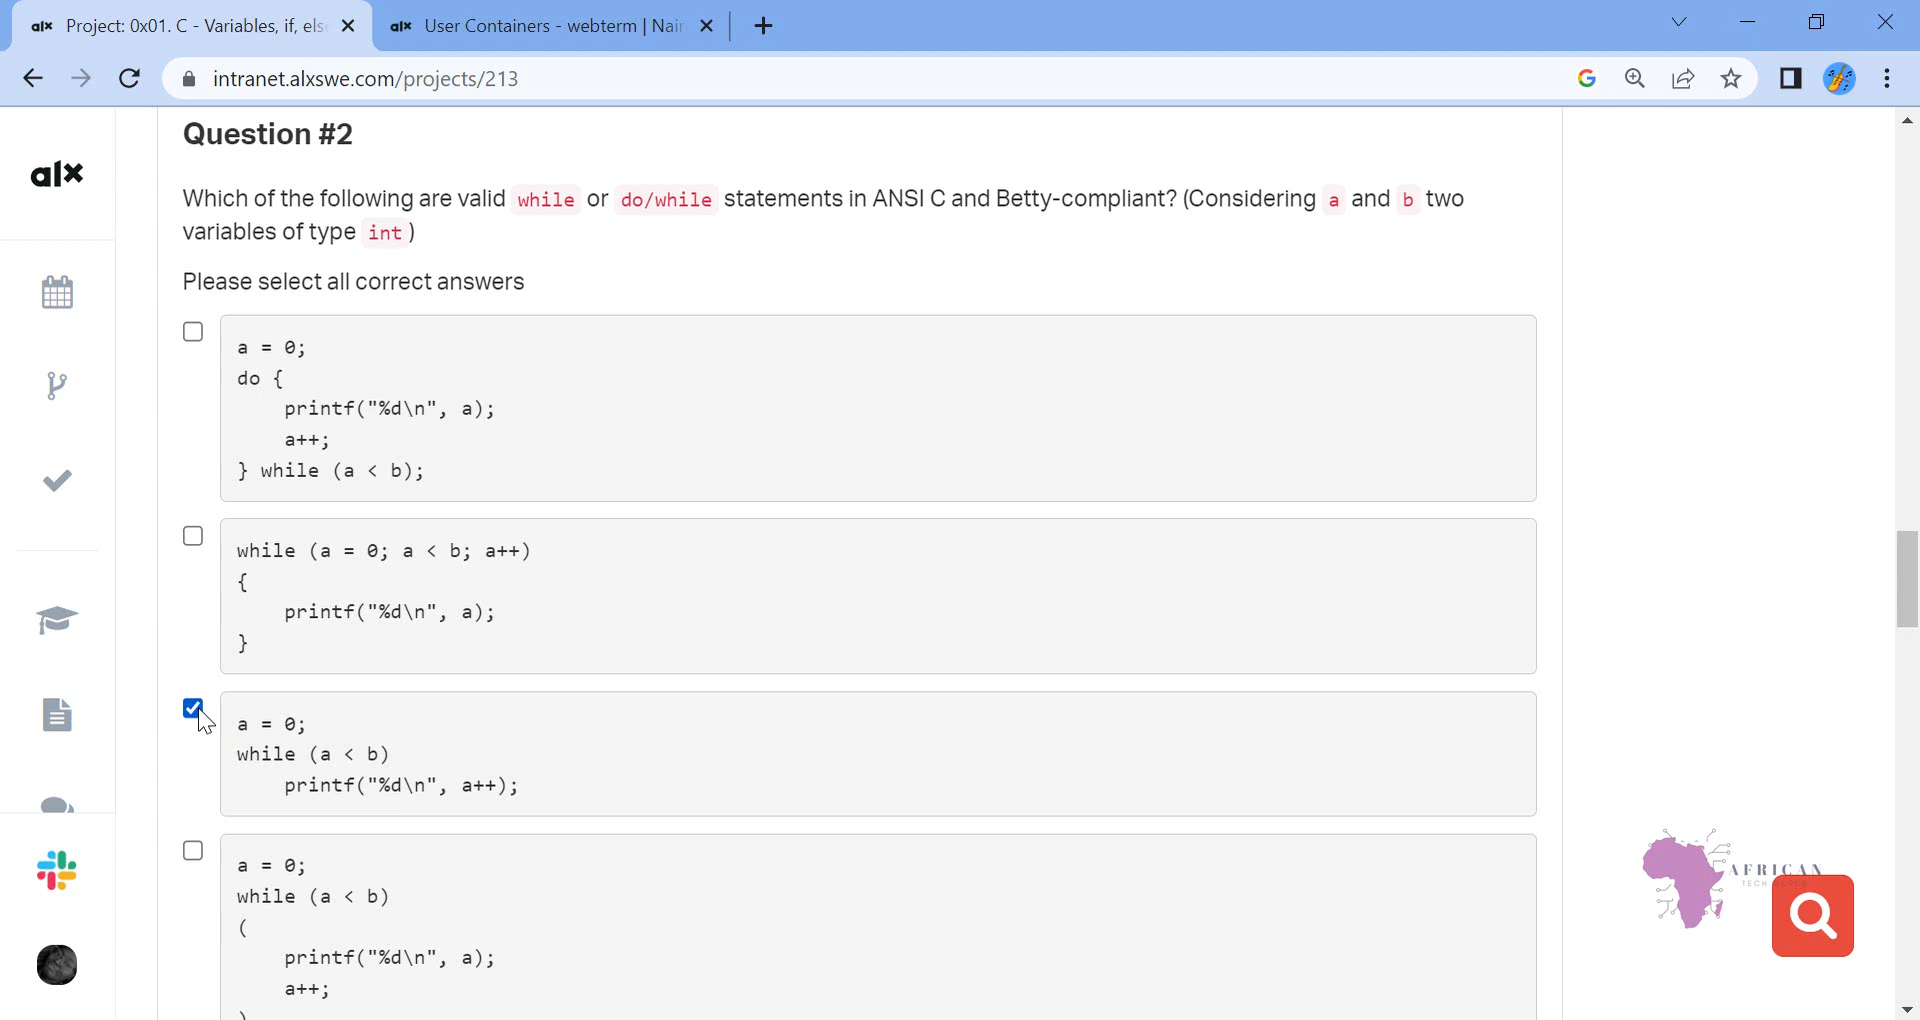 alx Project: 0x01. C - Variables, if, els
alx User Containers - webterm | Nai
intranet.alxswe.com/projects/213
alx
Question #2
Which of the following are valid while or do/while statements in ANSI C and Betty-compliant? (Considering a and b two
variables of type int )
Please select all correct answers
a = 0;
do {
    printf("%d\n", a);
    a++;
} while (a < b);
while (a = 0; a < b; a++)
{
    printf("%d\n", a);
}
a = 0;
while (a < b)
    printf("%d\n", a++);
a = 0;
while (a < b)
(
    printf("%d\n", a);
    a++;
)
AFRICAN